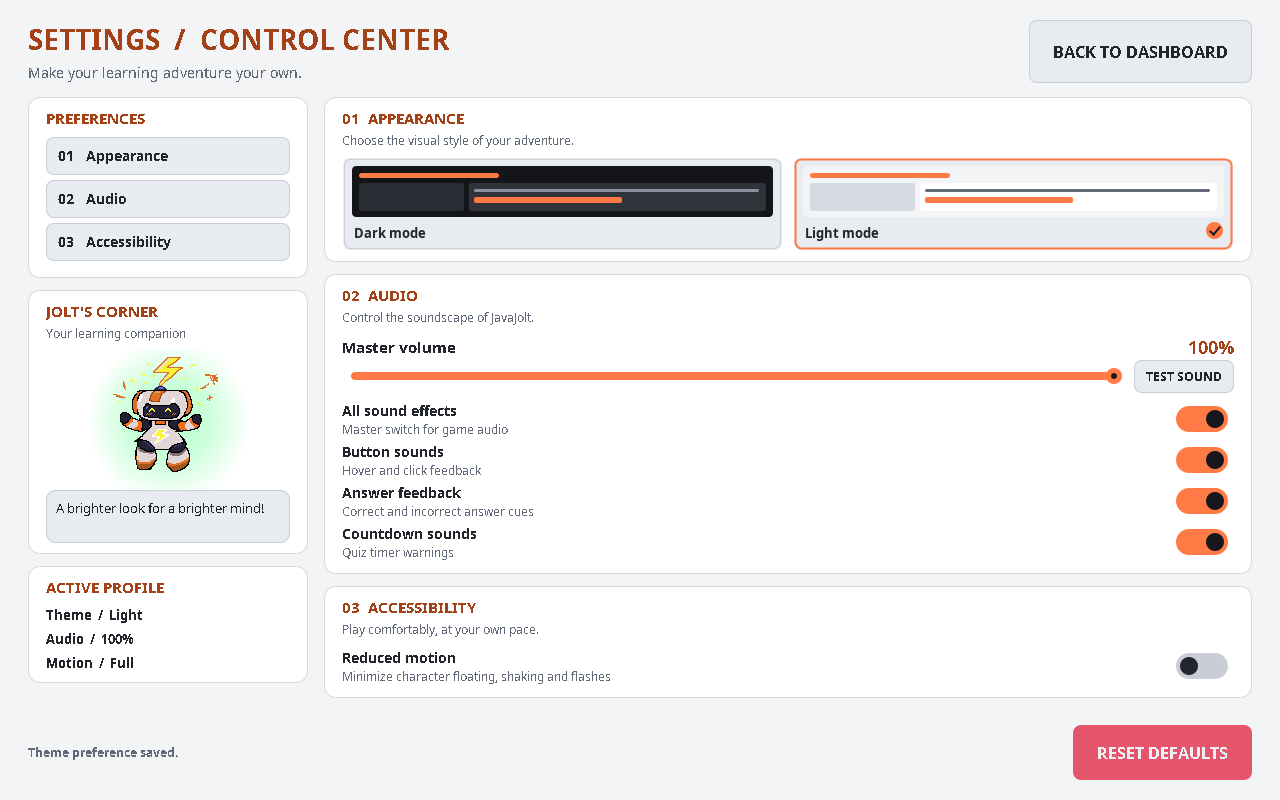 SETTINGS / CONTROL CENTER
Make your learning adventure your own.
BACK TO DASHBOARD
PREFERENCES
01 Appearance
02 Audio
03 Accessibility
JOLT'S CORNER
Your learning companion
A brighter look for a brighter mind!
ACTIVE PROFILE
Theme / Light
Audio / 100%
Motion / Full
01 APPEARANCE
Choose the visual style of your adventure.
Dark mode
Light mode
02 AUDIO
Control the soundscape of JavaJolt.
Master volume
100%
TEST SOUND
All sound effects
Master switch for game audio
Button sounds
Hover and click feedback
Answer feedback
Correct and incorrect answer cues
Countdown sounds
Quiz timer warnings
03 ACCESSIBILITY
Play comfortably, at your own pace.
Reduced motion
Minimize character floating, shaking and flashes
Theme preference saved.
RESET DEFAULTS